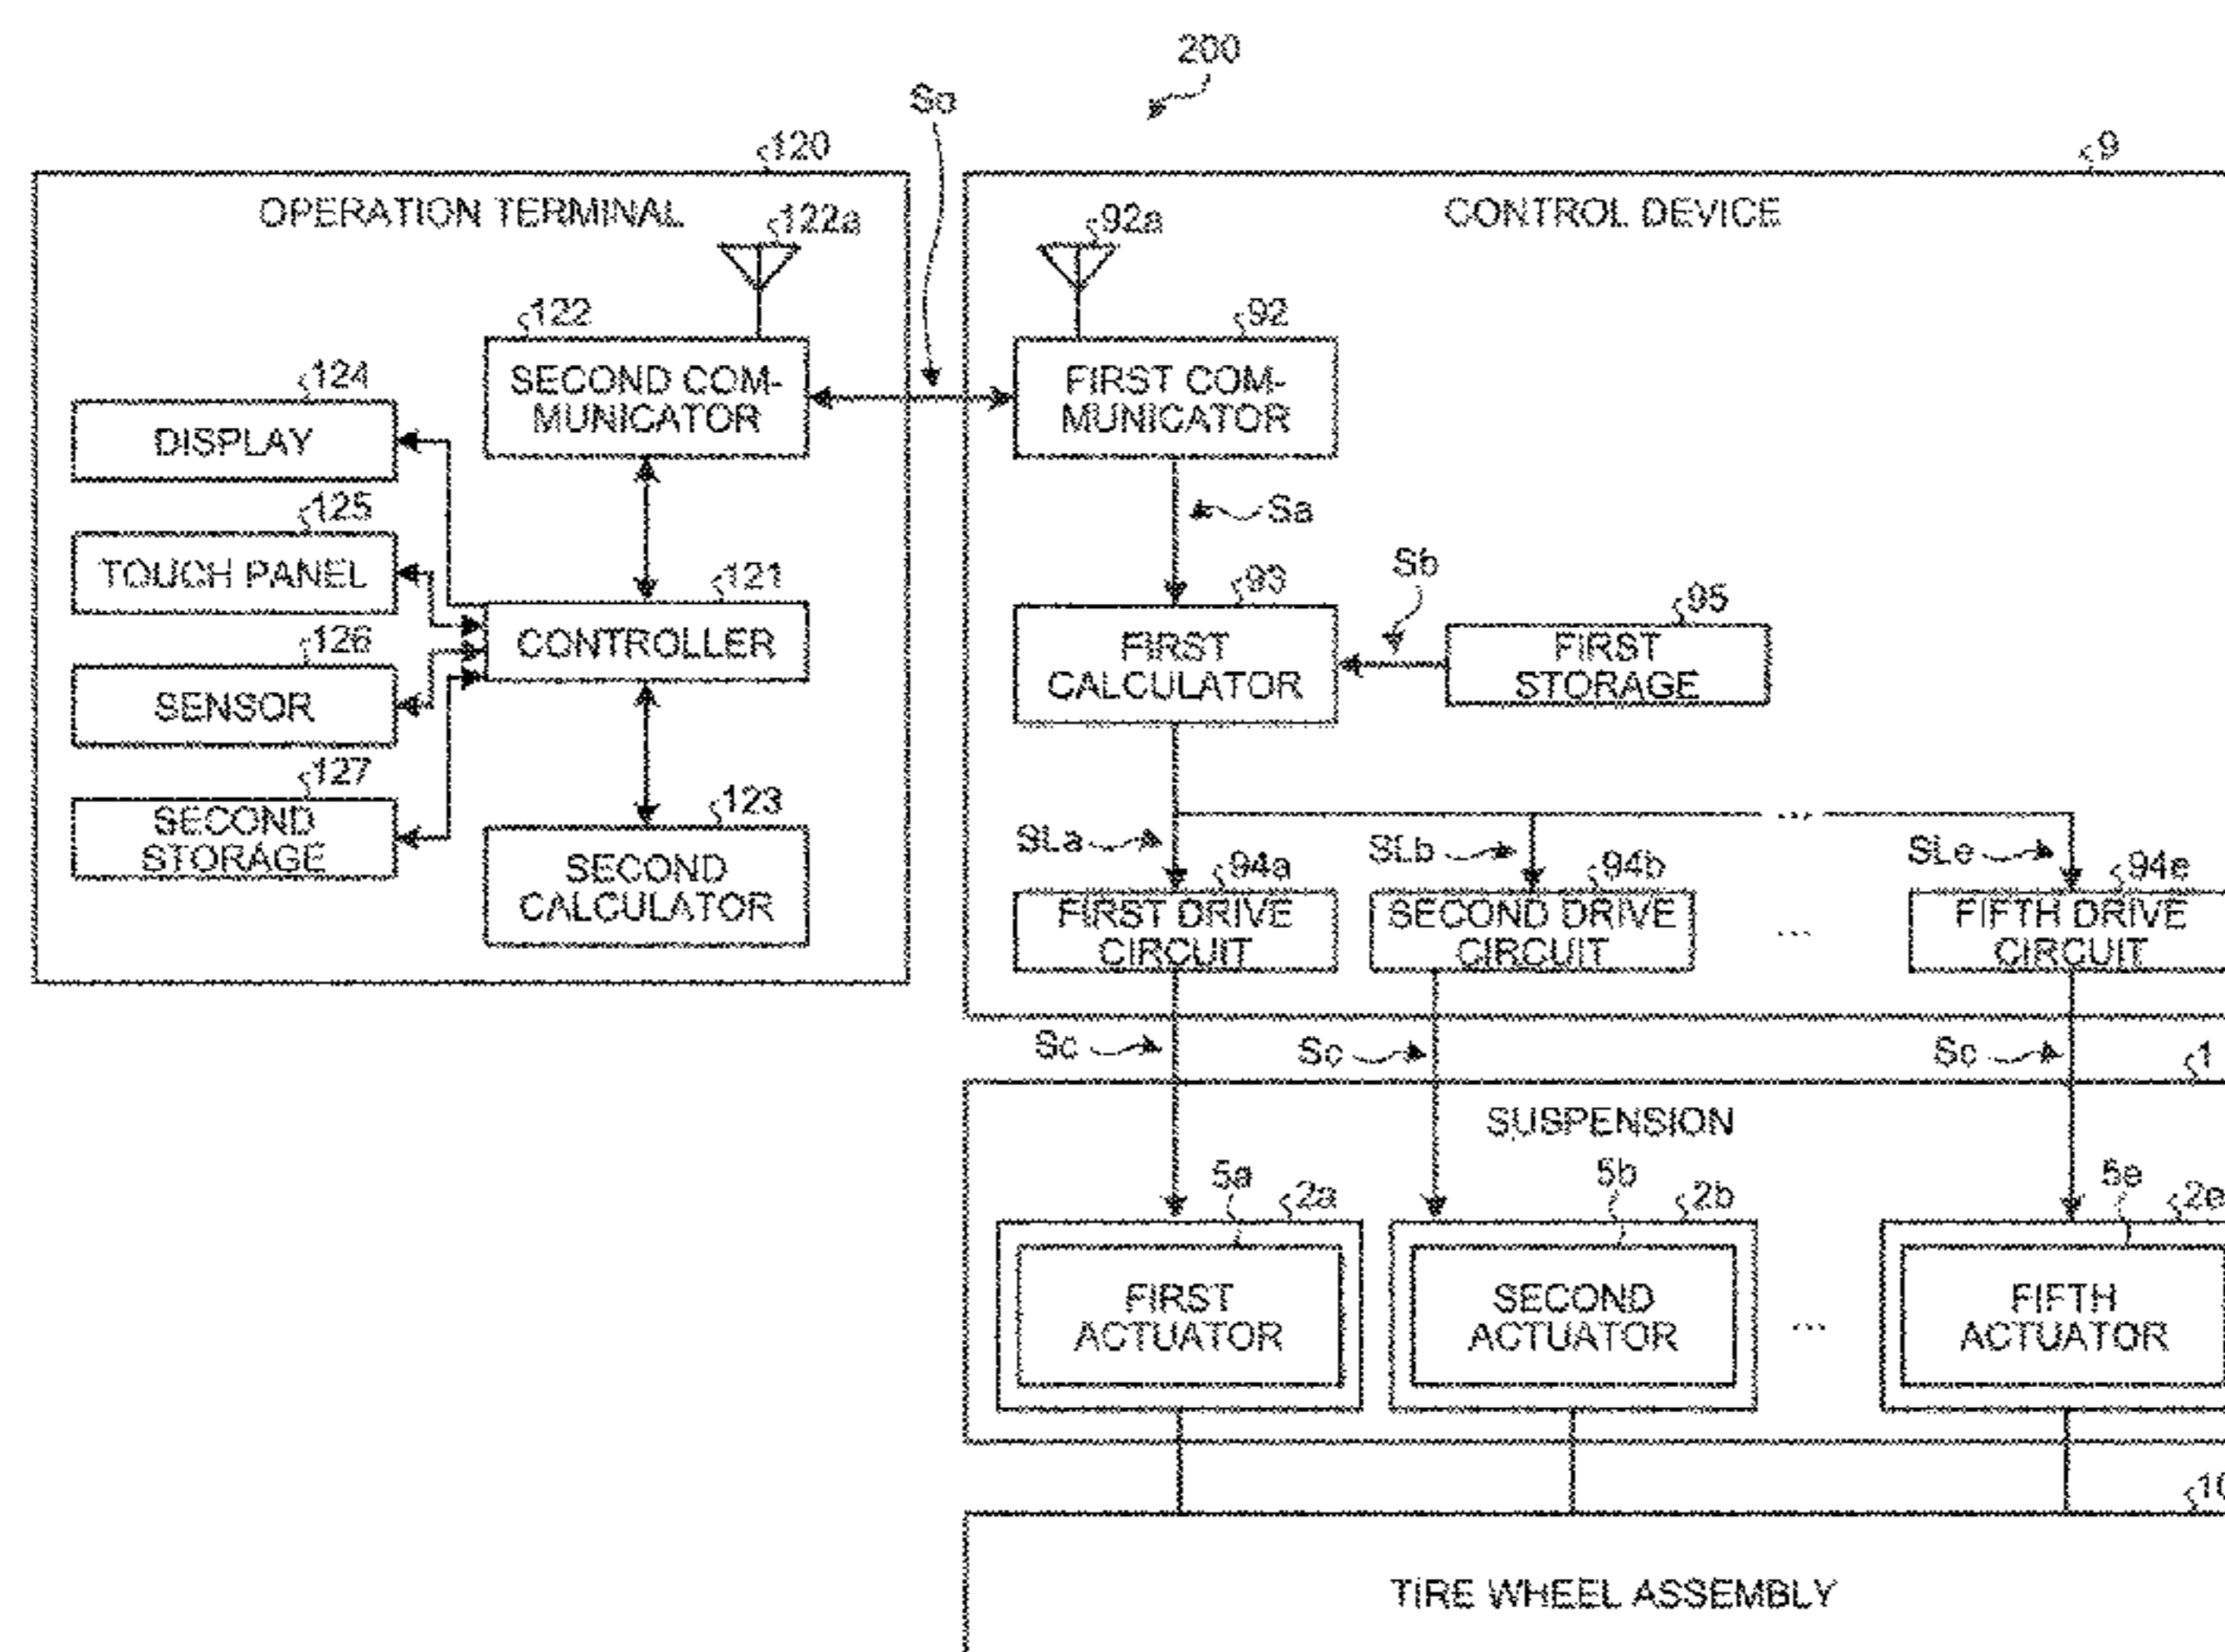 200
So
120
9
OPERATION TERMINAL
CONTROL DEVICE
122a
92a
122
92
SECOND COM-
MUNICATOR
FIRST COM-
MUNICATOR
124
DISPLAY
125
TOUCH PANEL
Sa
121
CONTROLLER
93
FIRST
CALCULATOR
Sb
95
FIRST
STORAGE
126
SENSOR
127
SECOND
STORAGE
123
SECOND
CALCULATOR
...
SLa
SLb
SLe
94a
94b
94e
FIRST DRIVE
CIRCUIT
SECOND DRIVE
CIRCUIT
...
FIFTH DRIVE
CIRCUIT
Sc
Sc
Sc
1
SUSPENSION
5a
2a
5b
2b
5e
2e
FIRST
ACTUATOR
SECOND
ACTUATOR
...
FIFTH
ACTUATOR
10
TIRE WHEEL ASSEMBLY